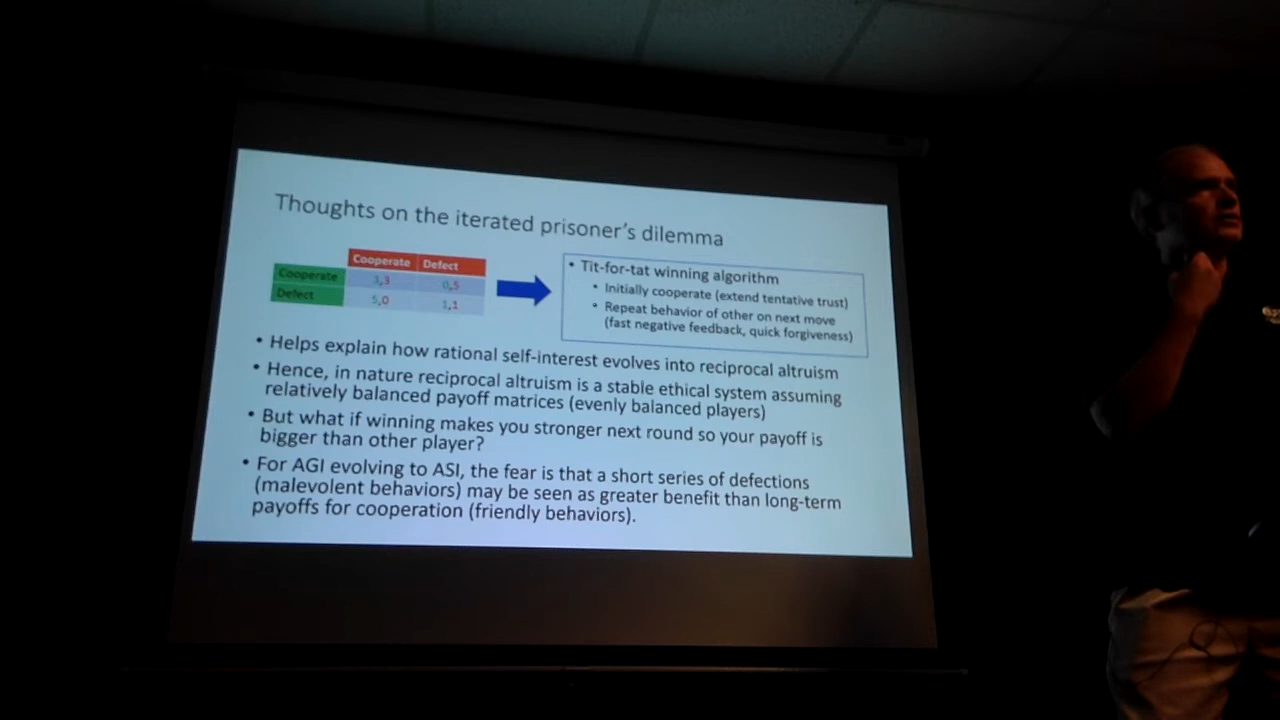 Thoughts on the iterated prisoner's dilemma
Cooperate Defect
Cooperate 3,3 0,5
Defect 5,0 1,1
• Tit-for-tat winning algorithm
• Initially cooperate (extend tentative trust)
• Repeat behavior of other on next move
(fast negative feedback, quick forgiveness)
• Helps explain how rational self-interest evolves into reciprocal altruism
• Hence, in nature reciprocal altruism is a stable ethical system assuming
relatively balanced payoff matrices (evenly balanced players)
• But what if winning makes you stronger next round so your payoff is
bigger than other player?
• For AGI evolving to ASI, the fear is that a short series of defections
(malevolent behaviors) may be seen as greater benefit than long-term
payoffs for cooperation (friendly behaviors).